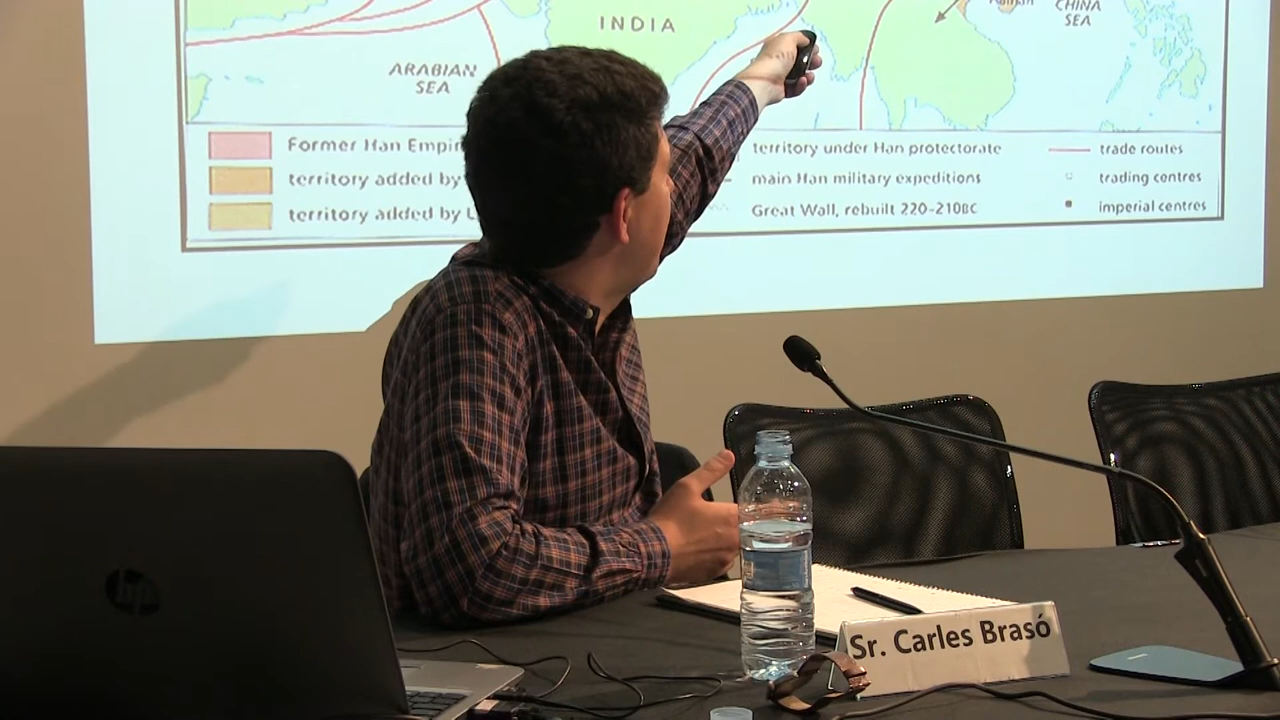 INDIA
CHINA
SEA
ARABIAN
SEA
Former Han Empir
territory under Han protectorate
trade routes
territory added by
main Han military expeditions
trading centres
territory added by L
Great Wall, rebuilt 220–210BC
imperial centres
hp
Sr. Carles Brasó